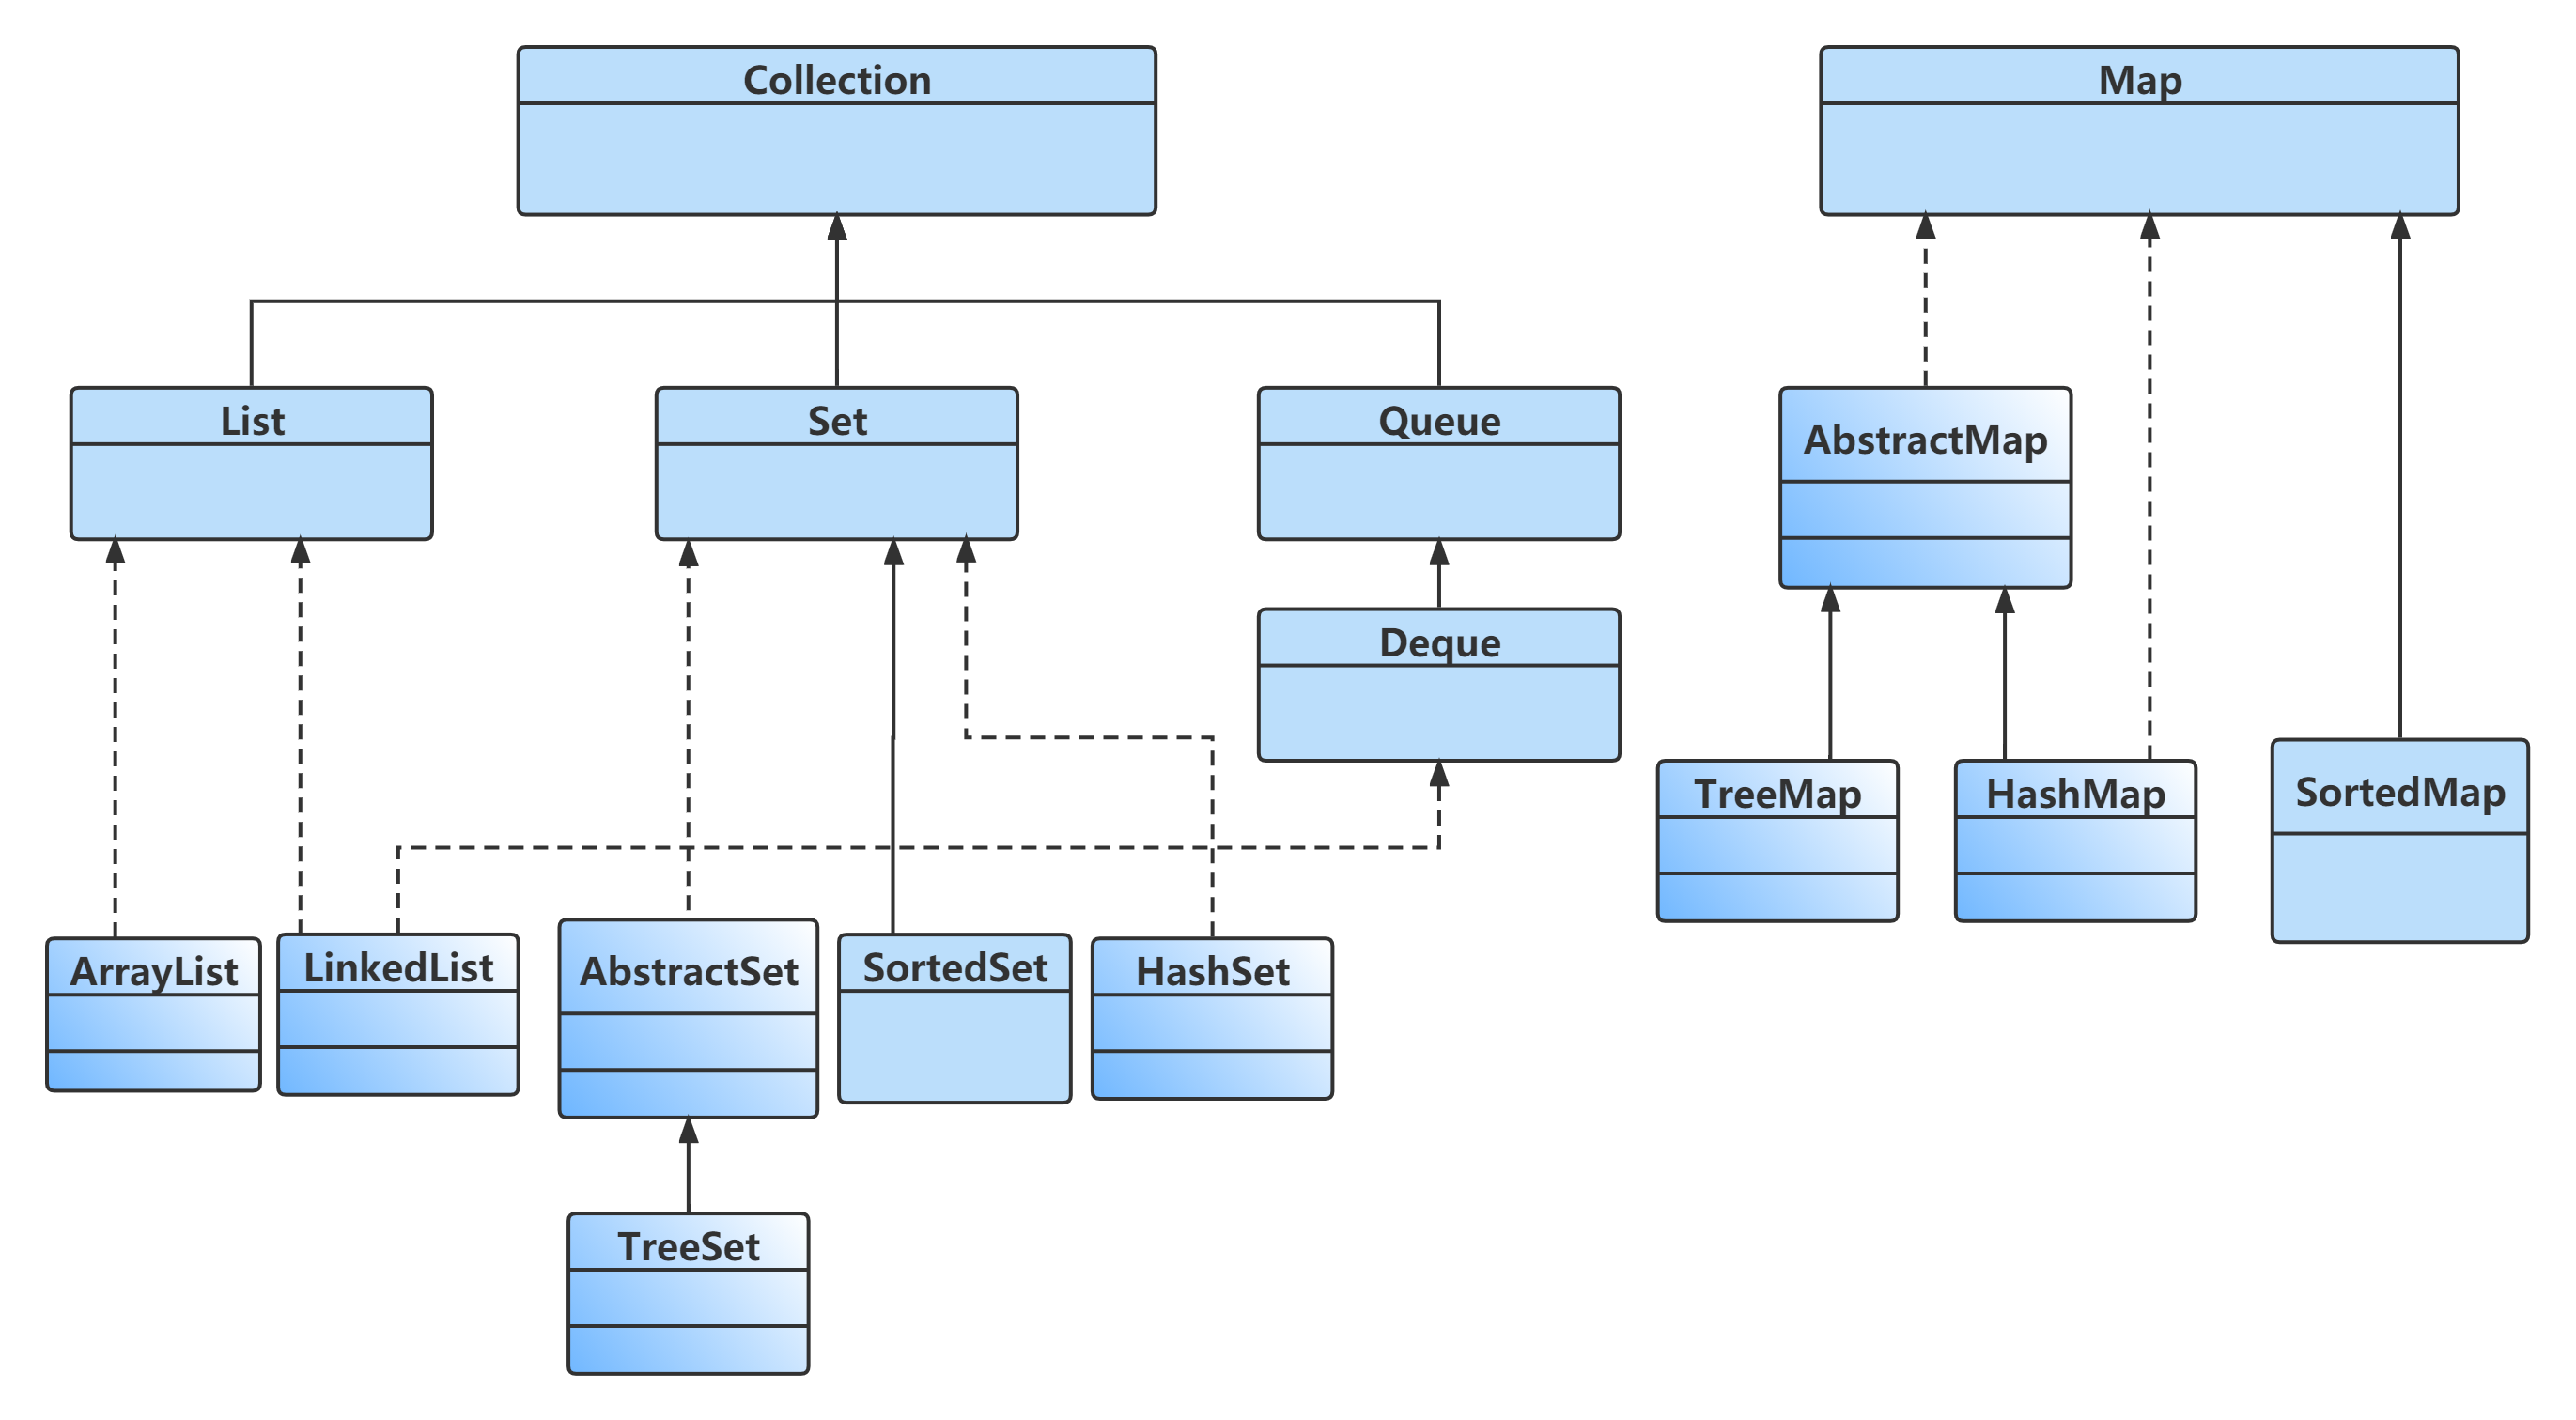 Collection
Map
List
Set
Queue
AbstractMap
Deque
TreeMap
HashMap
SortedMap
ArrayList
LinkedList
AbstractSet
SortedSet
HashSet
TreeSet